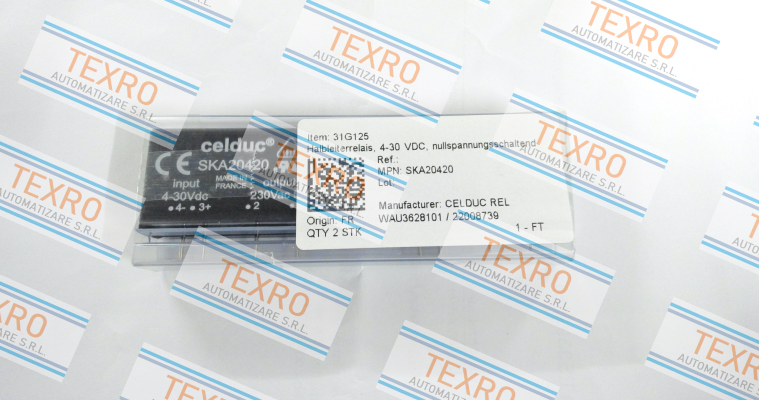 TEXRO
AUTOMATIZARE S.R.L.
celduc®
SKA20420
MADE IN
FRANCE
input
output
4-30Vdc
230Vac
4- 3+
2
Item: 31G125
Halbleiterrelais, 4-30 VDC, nullspannungsschaltend
Ref.:
MPN: SKA20420
Lot
Manufacturer: CELDUC REL
Origin: FR
WAU3628101 / 22008739
QTY 2 STK
1 - FT